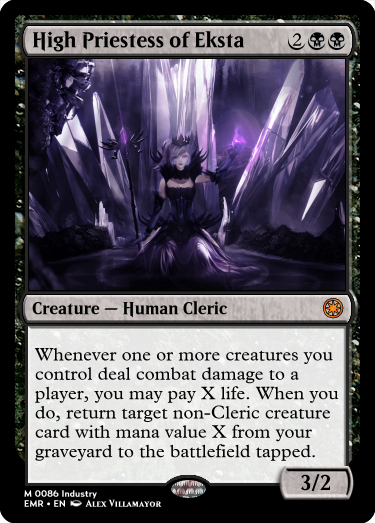 High Priestess of Eksta 2
Creature — Human Cleric
Whenever one or more creatures you
control deal combat damage to a
player, you may pay X life. When you
do, return target non-Cleric creature
card with mana value X from your
graveyard to the battlefield tapped.
3/2
M 0086 Industry
EMR • EN Alex Villamayor